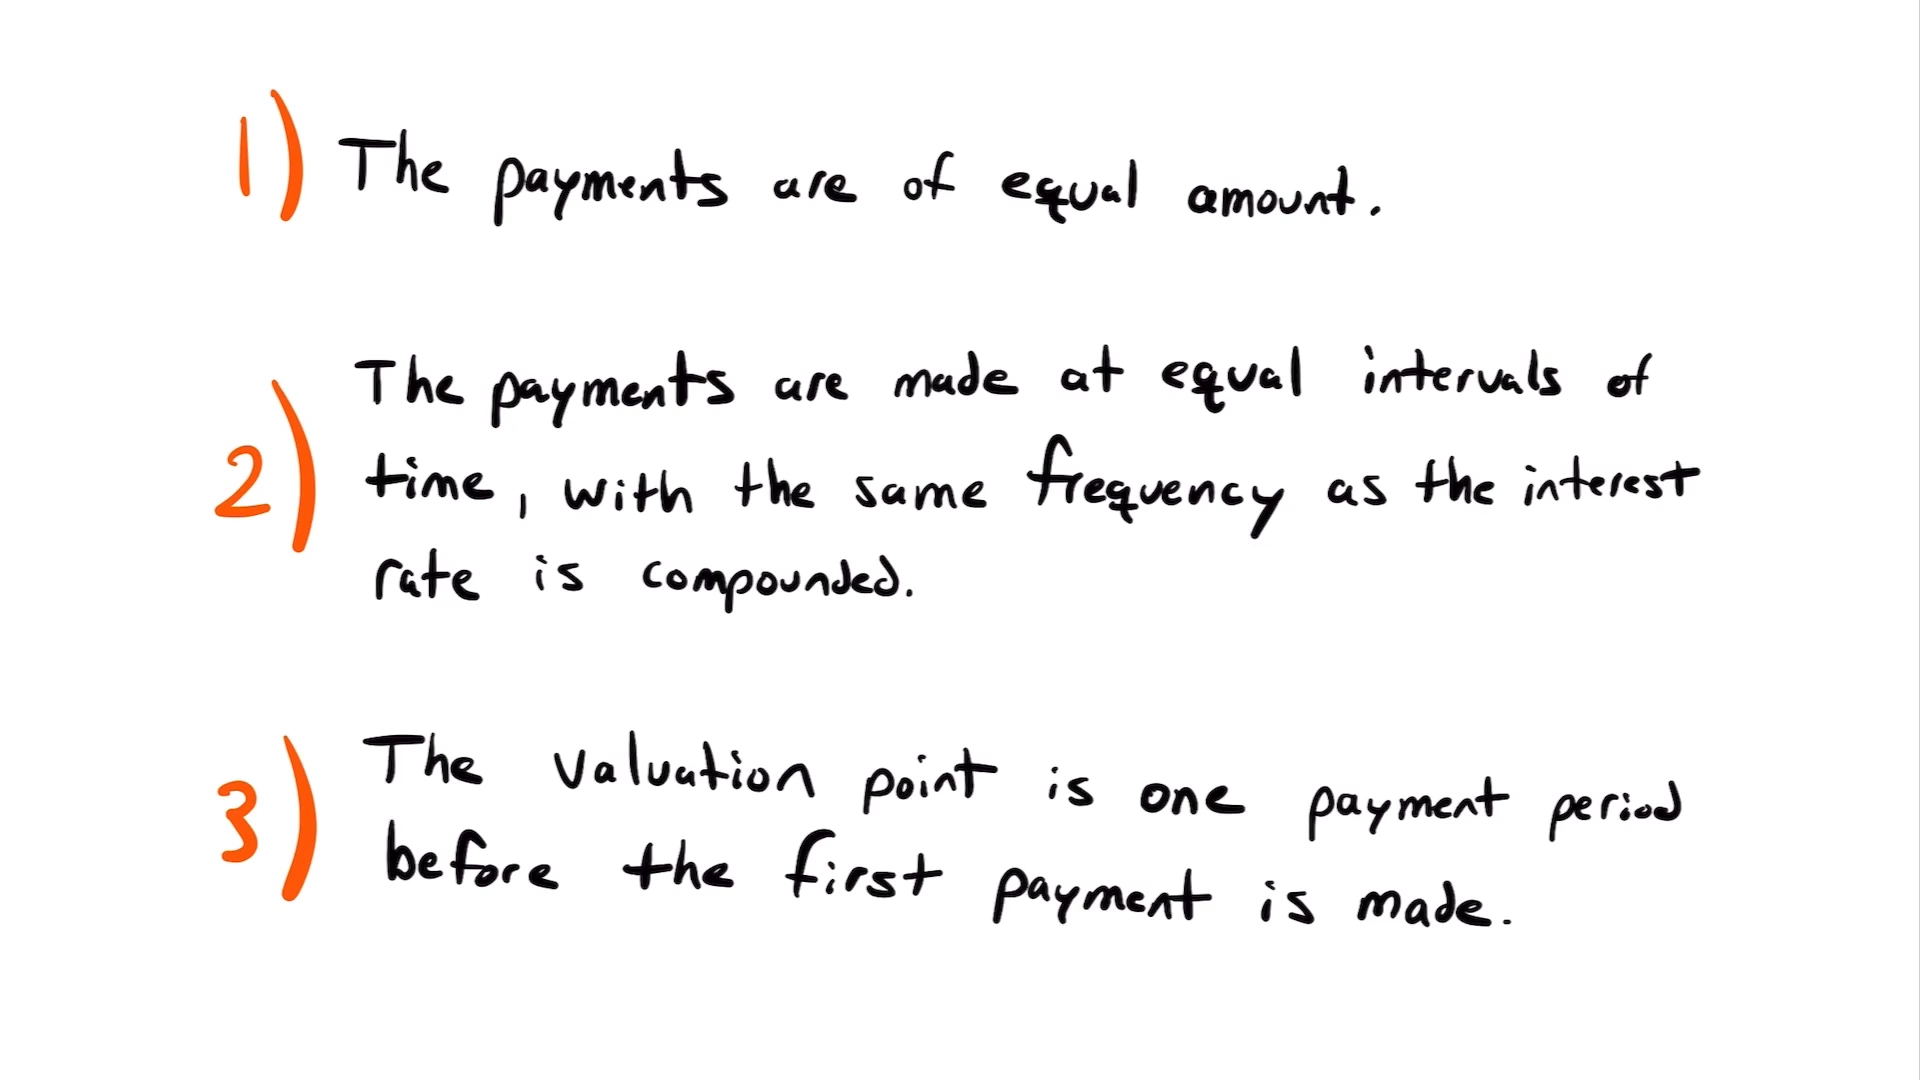 1) The payments are of equal amount.
The payments are made at equal intervals of
2) time, with the same frequency as the interest
rate is compounded.
The valuation point is one payment period
3) before the first payment is made.